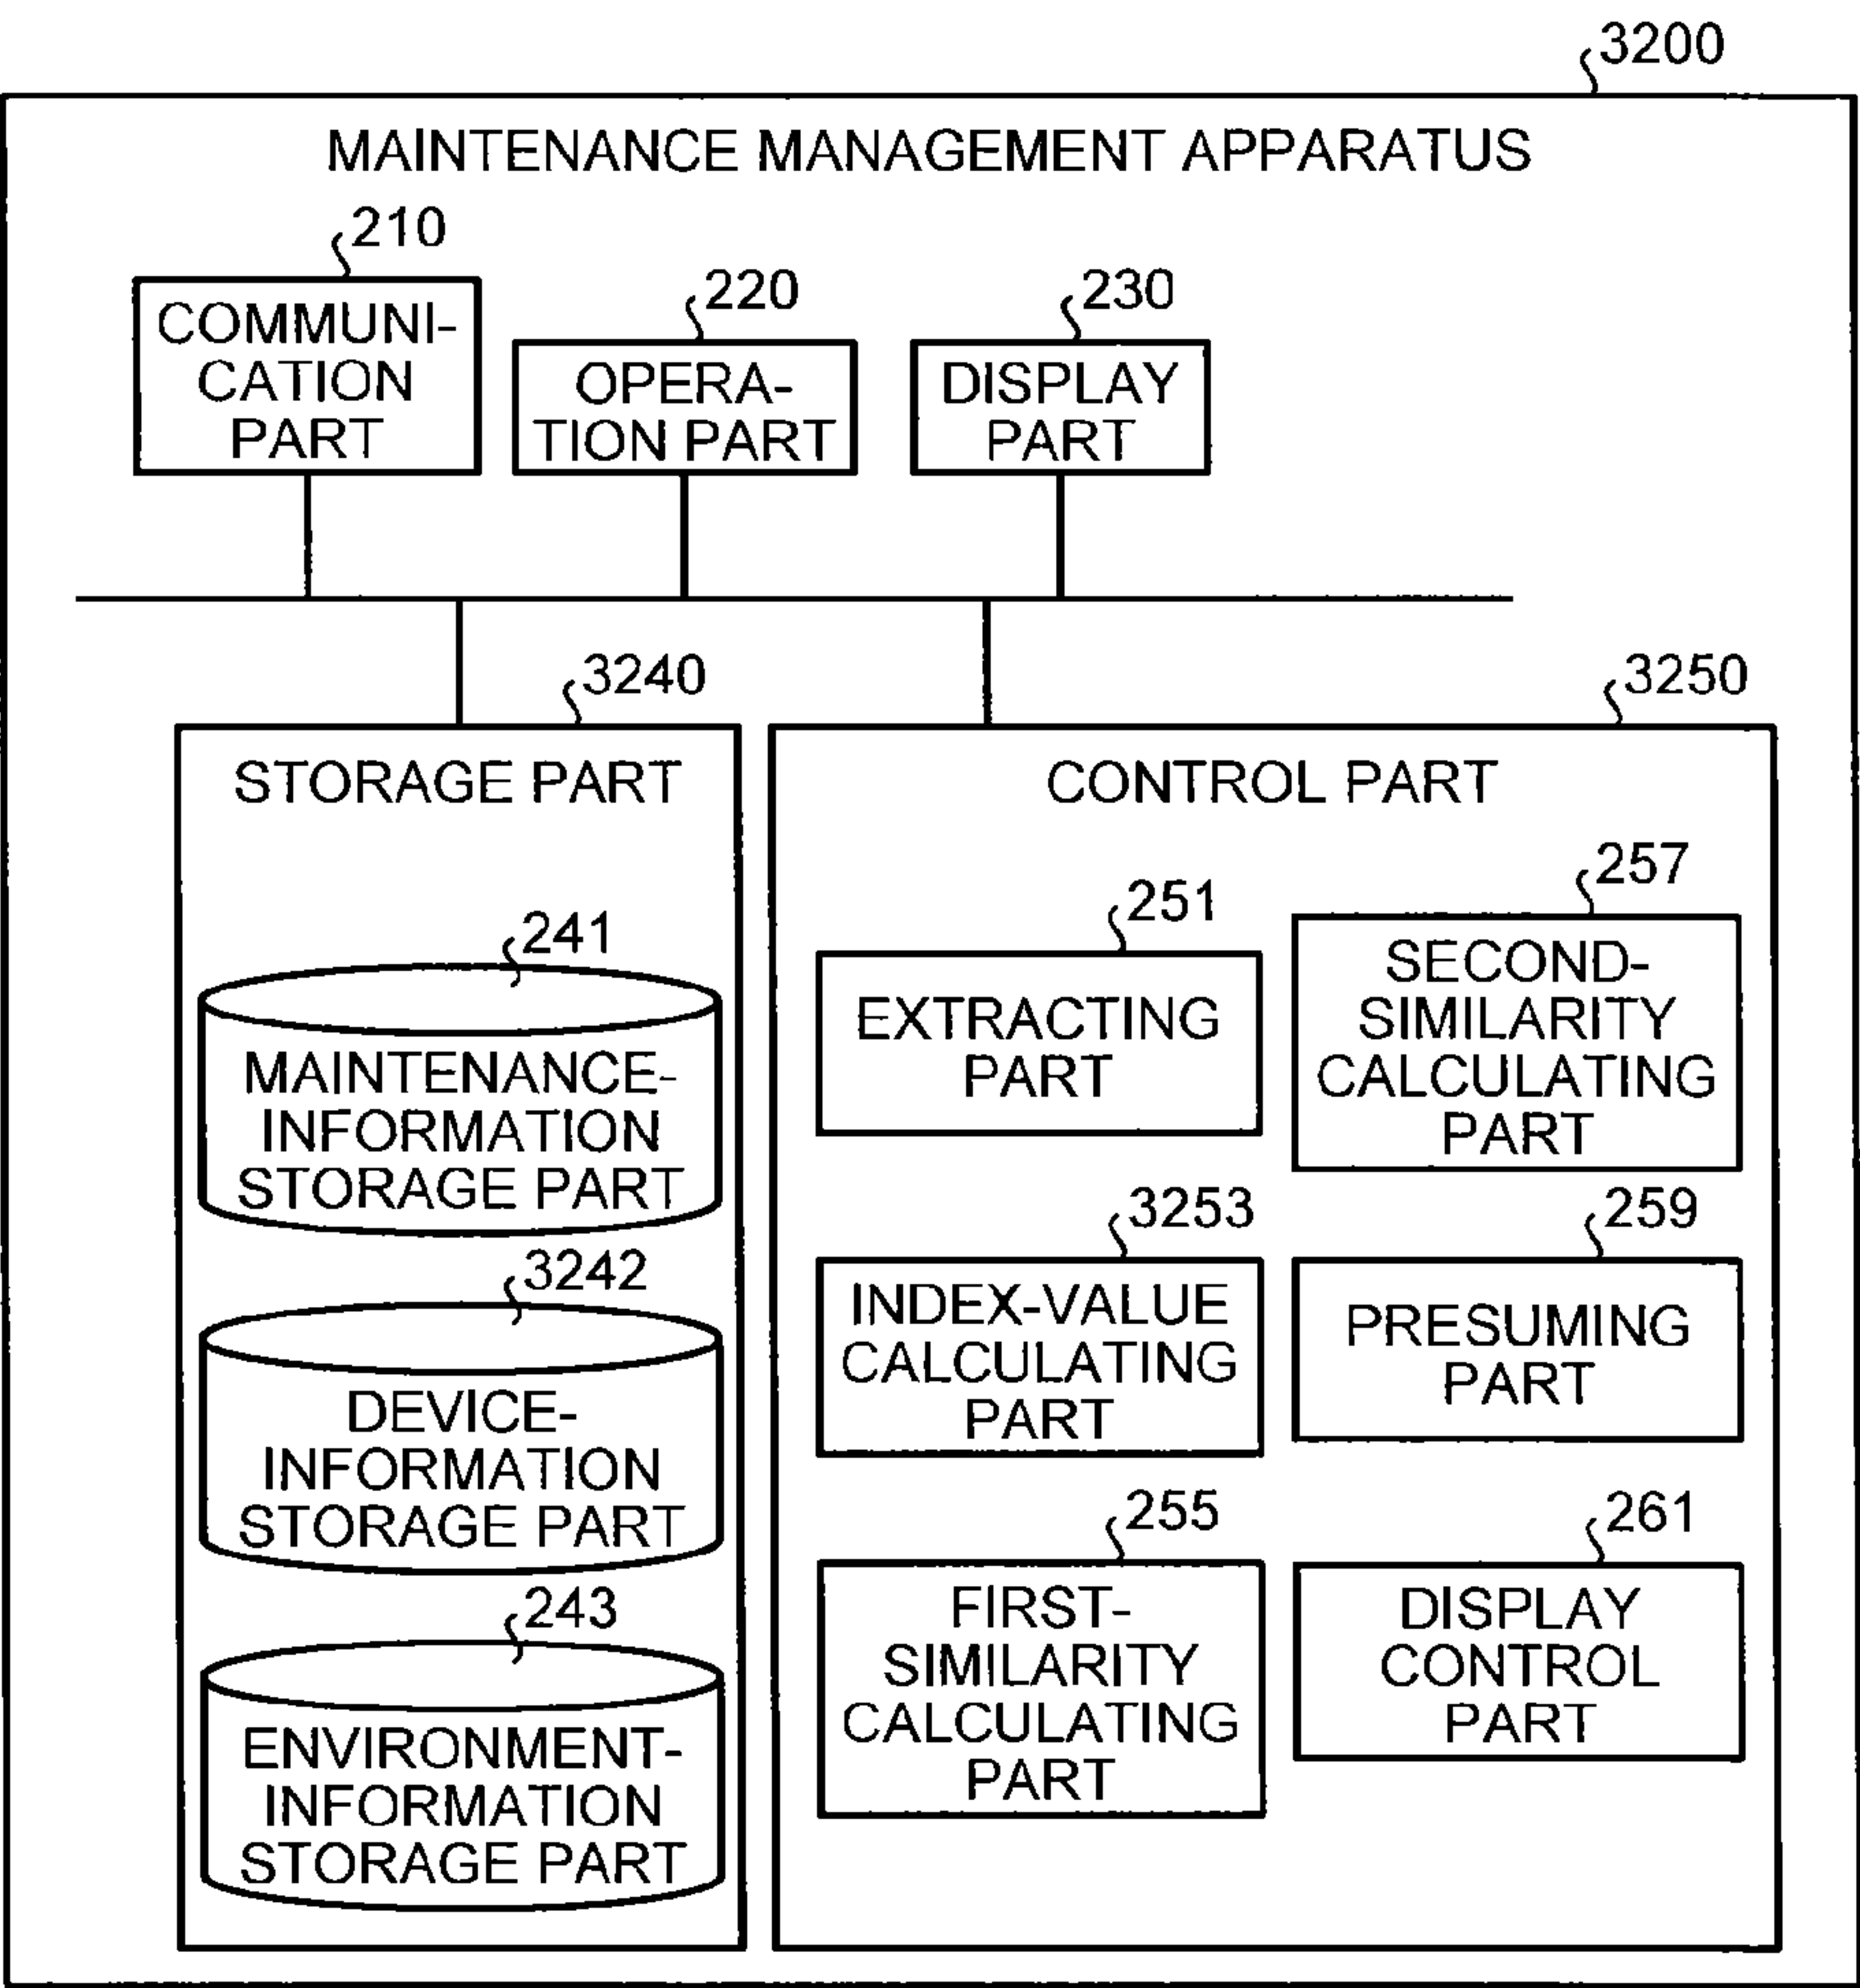 3200
MAINTENANCE MANAGEMENT APPARATUS
210
COMMUNI-
CATION
PART
220
OPERA-
TION PART
230
DISPLAY
PART
3240
STORAGE PART
241
MAINTENANCE-
INFORMATION
STORAGE PART
3242
DEVICE-
INFORMATION
STORAGE PART
243
ENVIRONMENT-
INFORMATION
STORAGE PART
3250
CONTROL PART
251
EXTRACTING
PART
257
SECOND-
SIMILARITY
CALCULATING
PART
3253
INDEX-VALUE
CALCULATING
PART
259
PRESUMING
PART
255
FIRST-
SIMILARITY
CALCULATING
PART
261
DISPLAY
CONTROL
PART